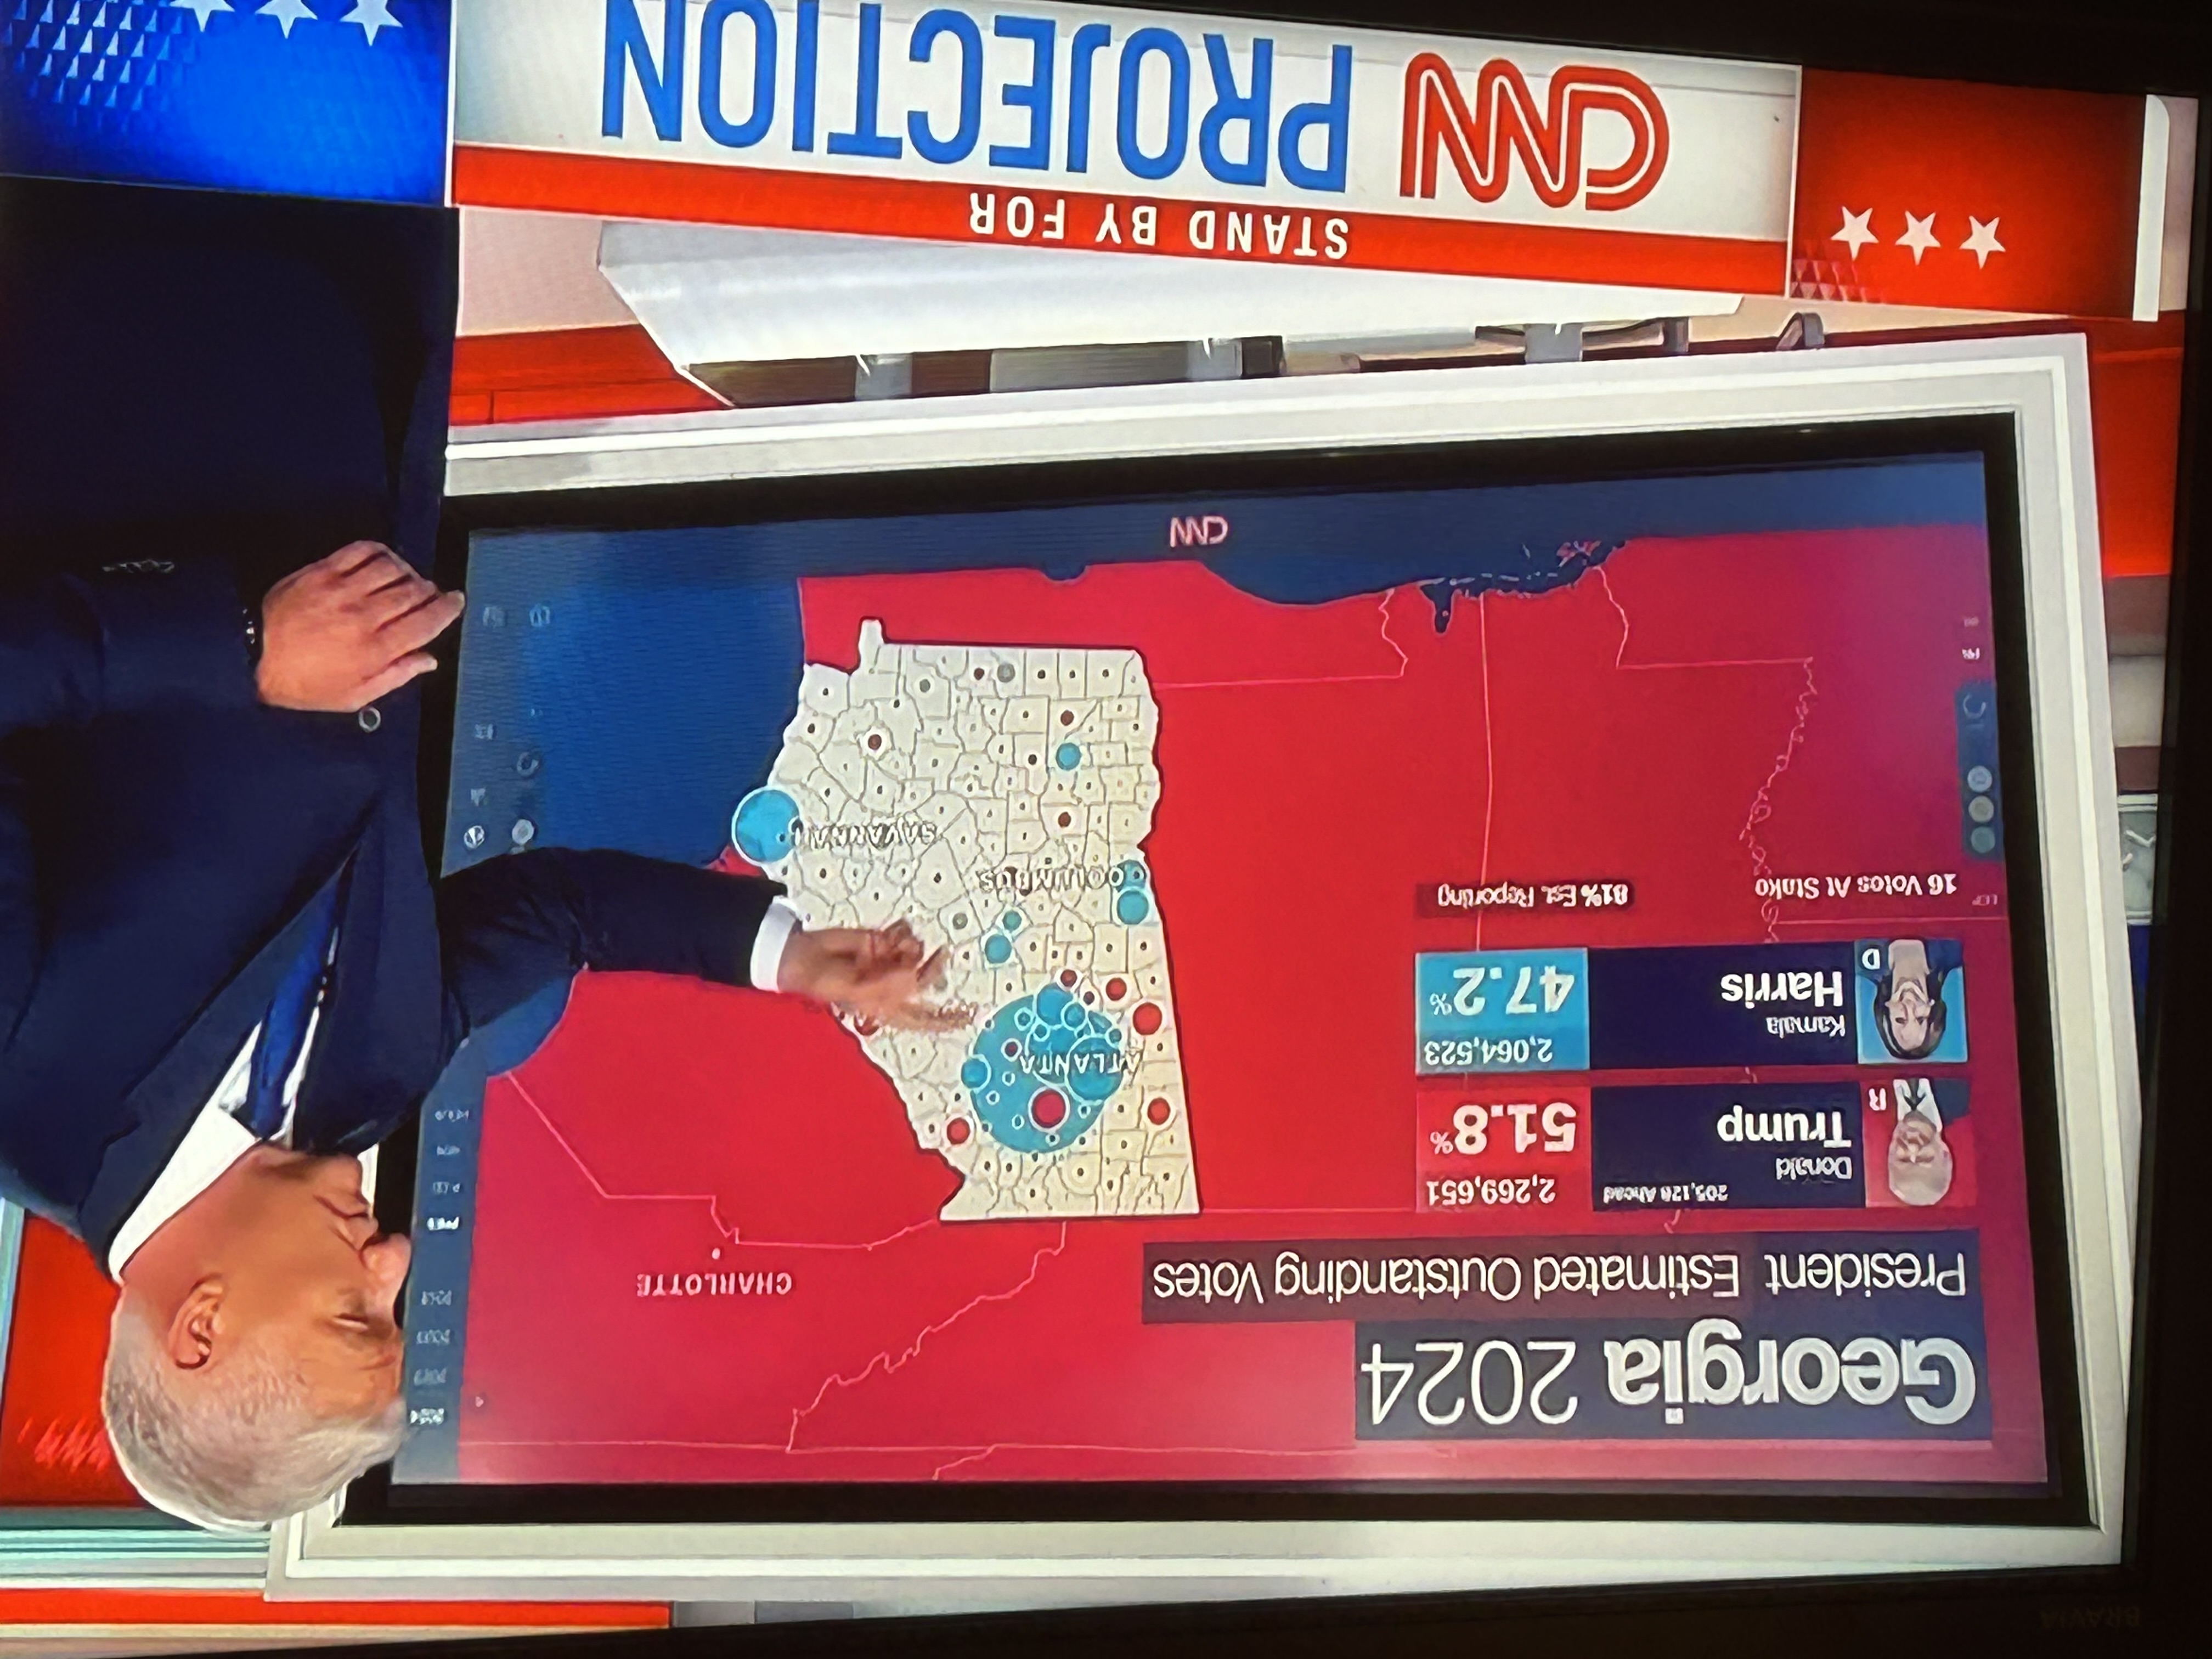 BRAVIA
Georgia 2024
President Estimated Outstanding Votes
205,128 Ahead
2,269,651
Donald
Trump
51.8%
R
2,064,523
Kamala
Harris
47.2%
D
16 Votes At Stake
81% Est. Reporting
CHARLOTTE
ATLANTA
COLUMBUS
SAVANNAH
CNN
STAND BY FOR
CNN PROJECTION